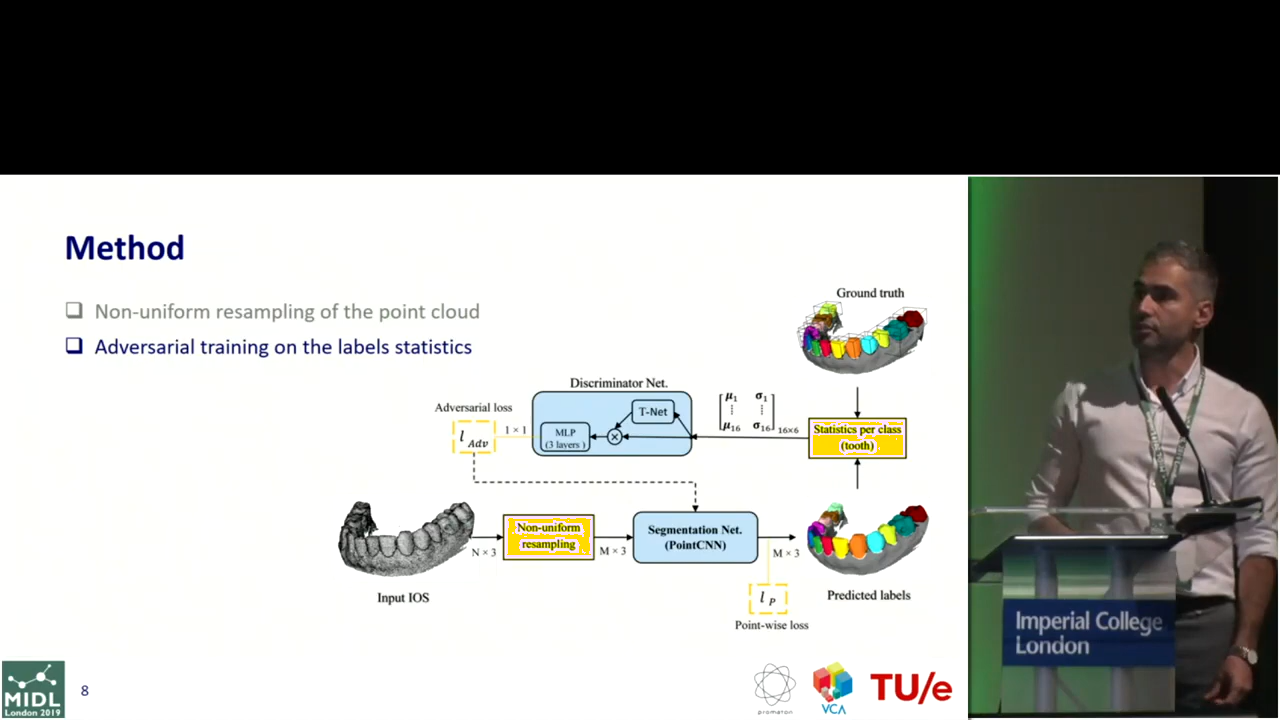 Method
❑ Non-uniform resampling of the point cloud
❑ Adversarial training on the labels statistics
Ground truth
Discriminator Net.
Adversarial loss
l Adv
1 × 1
MLP
(3 layers )
T-Net
×
μ1 σ1
⋮ ⋮
μ16 σ16
16×6
Statistics per class
(tooth)
Input IOS
N × 3
Non-uniform
resampling
M × 3
Segmentation Net.
(PointCNN)
M × 3
l P
Point-wise loss
Predicted labels
MIDL
London 2019
8
promaton
VCA
TU/e
Imperial College
London